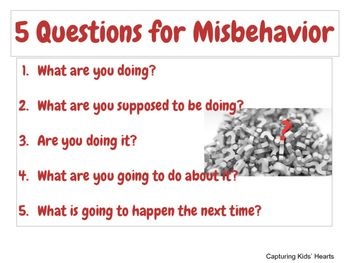 5 Questions for Misbehavior
1. What are you doing?
2. What are you supposed to be doing?
3. Are you doing it?
4. What are you going to do about it?
5. What is going to happen the next time?
?
Capturing Kids' Hearts